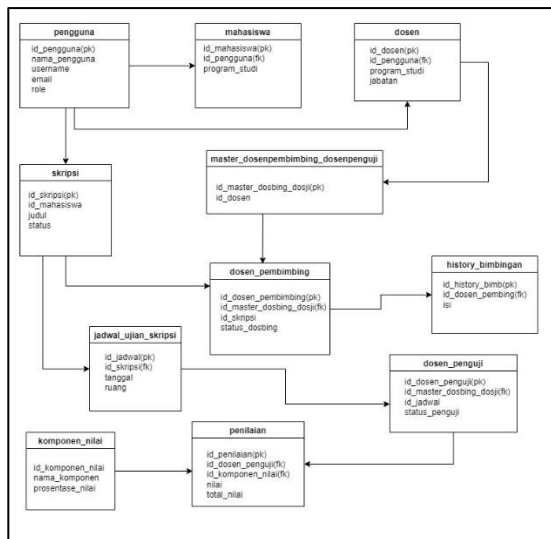 pengguna
id_pengguna(pk)
nama_pengguna
username
email
role
mahasiswa
id_mahasiswa(pk)
id_pengguna(fk)
program_studi
dosen
id_dosen(pk)
id_pengguna(fk)
program_studi
jabatan
skripsi
id_skripsi(pk)
id_mahasiswa
judul
status
master_dosenpembimbing_dosenpenguji
id_master_dosbing_dosji(pk)
id_dosen
dosen_pembimbing
id_dosen_pembimbing(pk)
id_master_dosbing_dosji(fk)
id_skripsi
status_dosbing
history_bimbingan
id_history_bimb(pk)
id_dosen_pembing(fk)
isi
jadwal_ujian_skripsi
id_jadwal(pk)
id_skripsi(fk)
tanggal
ruang
dosen_penguji
id_dosen_penguji(pk)
id_master_dosbing_dosji(fk)
id_jadwal
status_penguji
komponen_nilai
id_komponen_nilai
nama_komponen
prosentase_nilai
penilaian
id_penilaian(pk)
id_dosen_penguji(fk)
id_komponen_nilai(fk)
nilai
total_nilai